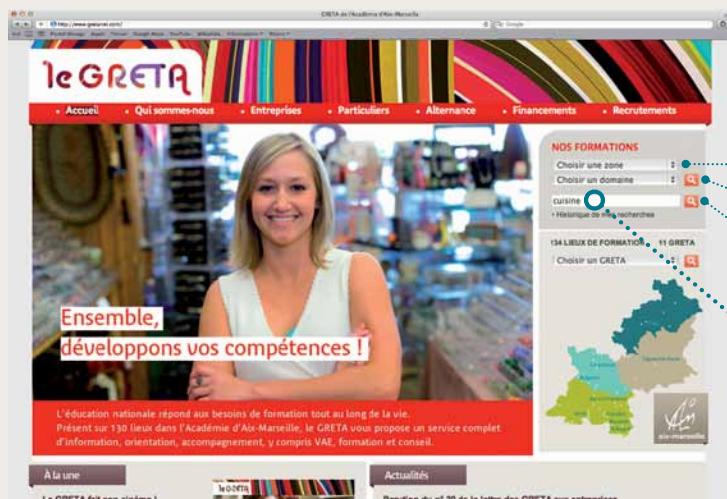 GRETA de l'Académie d'Aix-Marseille
Google
le GRETA
• Accueil • Qui sommes-nous • Entreprises • Particuliers • Alternance • Financements • Recrutements
NOS FORMATIONS
Choisir une zone
Choisir un domaine
cuisine
• Historique de mes recherches
134 LIEUX DE FORMATION 11 GRETA
Choisir un GRETA
Ensemble,
développons vos compétences !
aix-marseille
L'éducation nationale répond aux besoins de formation tout au long de la vie.
Présent sur 130 lieux dans l'Académie d'Aix-Marseille, le GRETA vous propose un service complet
d'information, orientation, accompagnement, y compris VAE, formation et conseil.
À la une
Actualités
Le GRETA fait son cinéma !
le GRETA